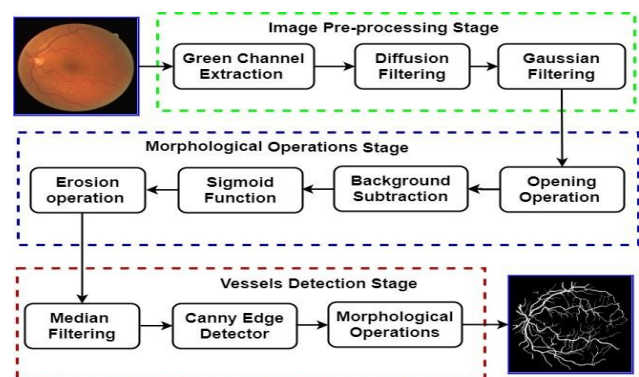 Image Pre-processing Stage
Green Channel
Extraction
Diffusion
Filtering
Gaussian
Filtering
Morphological Operations Stage
Erosion
operation
Sigmoid
Function
Background
Subtraction
Opening
Operation
Vessels Detection Stage
Median
Filtering
Canny Edge
Detector
Morphological
Operations